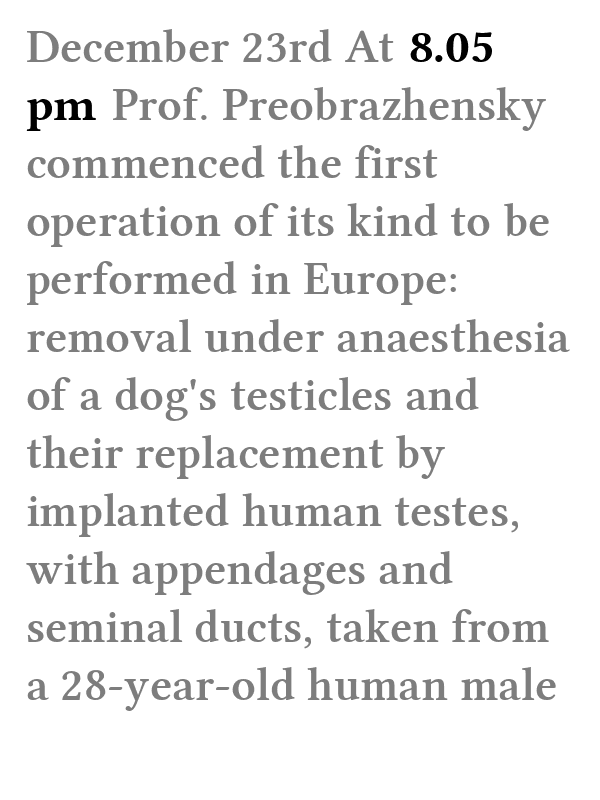 December 23rd At 8.05
pm Prof. Preobrazhensky
commenced the first
operation of its kind to be
performed in Europe:
removal under anaesthesia
of a dog's testicles and
their replacement by
implanted human testes,
with appendages and
seminal ducts, taken from
a 28-year-old human male